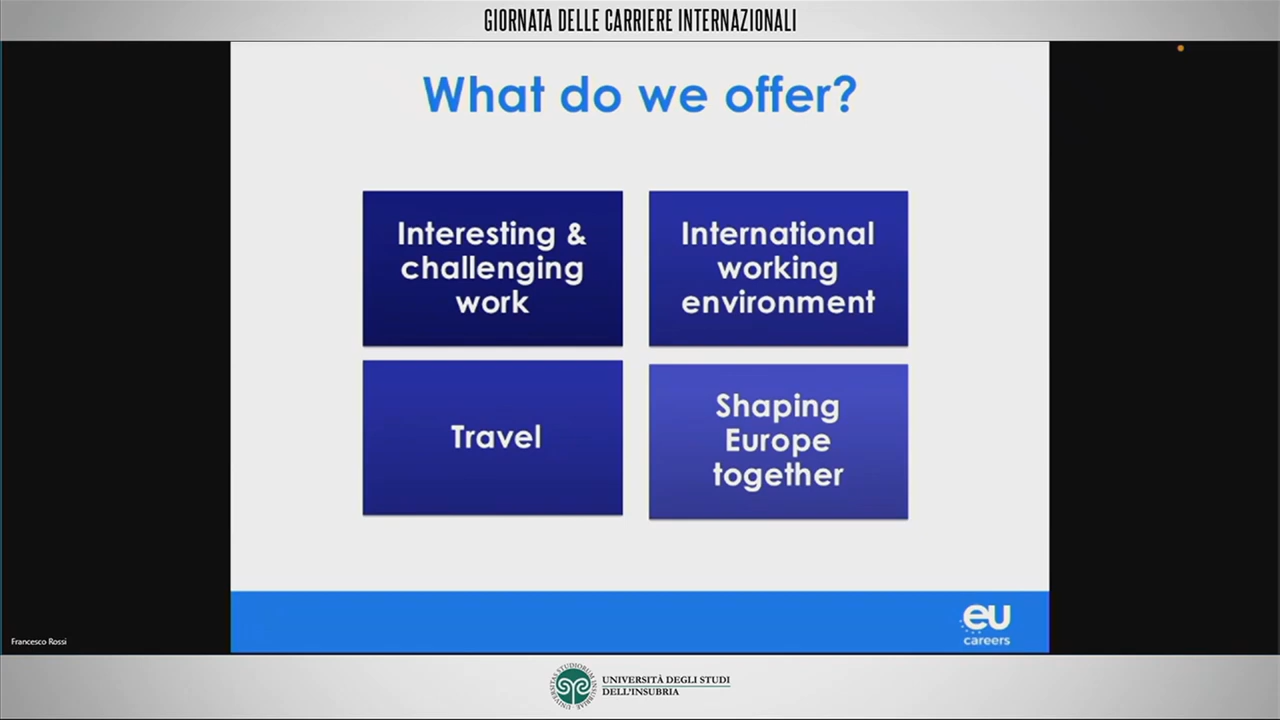 GIORNATA DELLE CARRIERE INTERNAZIONALI
What do we offer?
Interesting &
challenging
work
International
working
environment
Travel
Shaping
Europe
together
eu
careers
Francesco Rossi
UNIVERSITÀ DEGLI STUDI
DELL'INSUBRIA